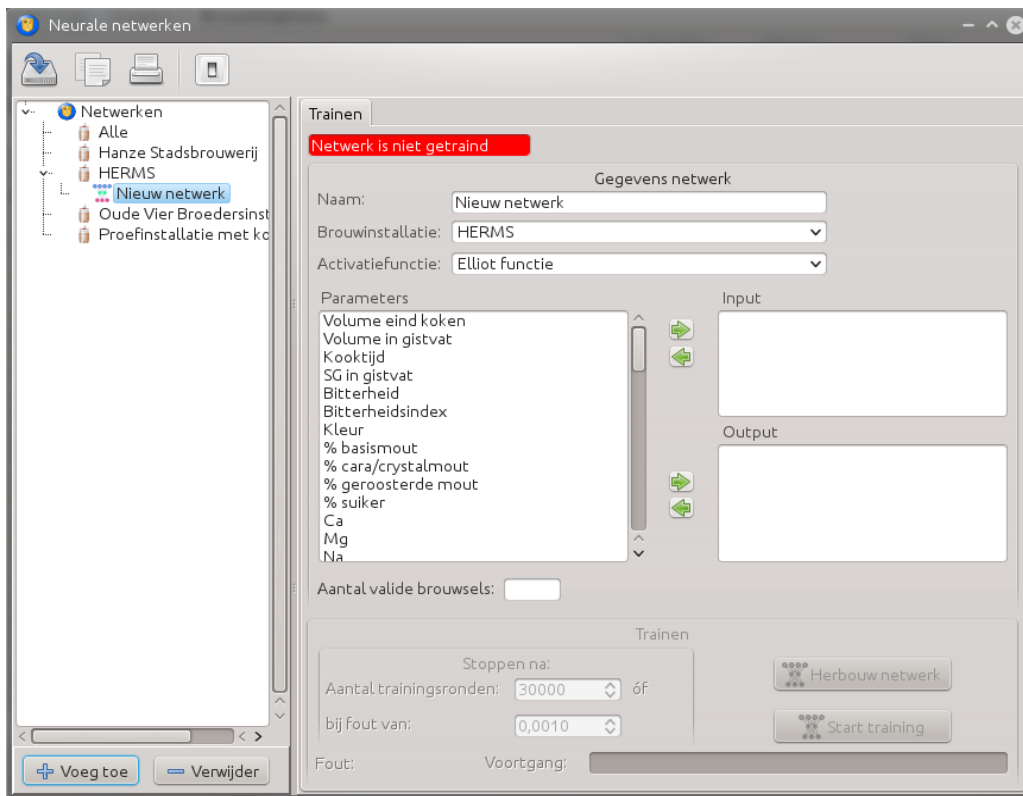 Neurale netwerken
Netwerken
Alle
Hanze Stadsbrouwerij
HERMS
Nieuw netwerk
Oude Vier Broedersinst
Proefinstallatie met ko
Voeg toe
Verwijder
Trainen
Netwerk is niet getraind
Gegevens netwerk
Naam: Nieuw netwerk
Brouwinstallatie: HERMS
Activatiefunctie: Elliot functie
Parameters
Volume eind koken
Volume in gistvat
Kooktijd
SG in gistvat
Bitterheid
Bitterheidsindex
Kleur
% basismout
% cara/crystalmout
% geroosterde mout
% suiker
Ca
Mg
Na
Input
Output
Aantal valide brouwsels:
Trainen
Stoppen na:
Aantal trainingsronden: 30000 óf
bij fout van: 0,0010
Herbouw netwerk
Start training
Fout: Voortgang: